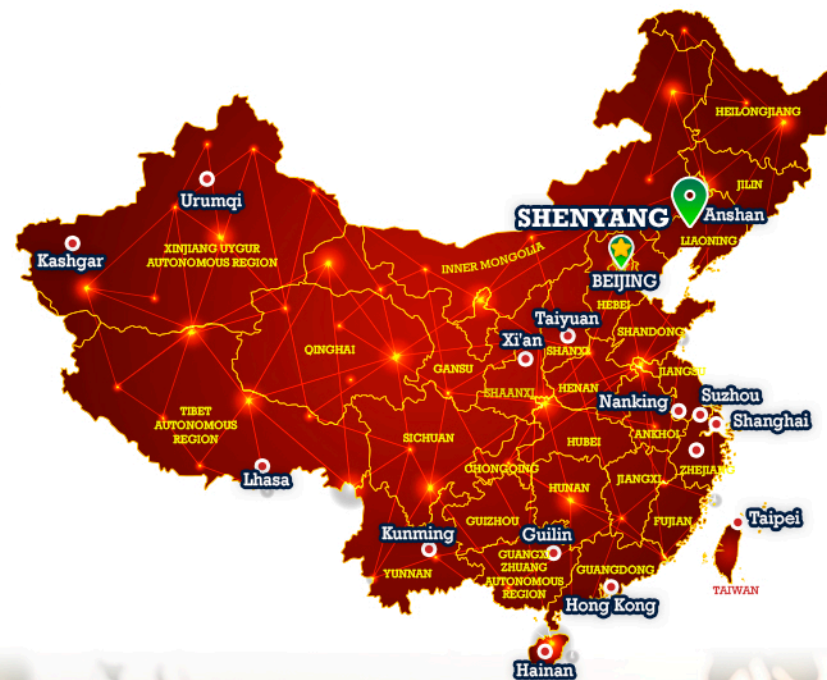 HEILONGJIANG
JILIN
Urumqi
SHENYANG
Anshan
LIAONING
Kashgar
XINJIANG UYGUR
AUTONOMOUS REGION
INNER MONGOLIA
BEIJING
HEBEI
Taiyuan
SHANDONG
Xi'an
SHANXI
QINGHAI
GANSU
JIANGSU
HENAN
SHAANXI
Suzhou
Nanking
Shanghai
TIBET
AUTONOMOUS
REGION
SICHUAN
ANKHOI
HUBEI
CHONGQING
ZHEJIANG
Lhasa
JIANGXI
HUNAN
GUIZHOU
FUJIAN
Taipei
Kunming
Guilin
GUANGXI
ZHUANG
AUTONOMOUS
REGION
YUNNAN
GUANGDONG
TAIWAN
Hong Kong
Hainan